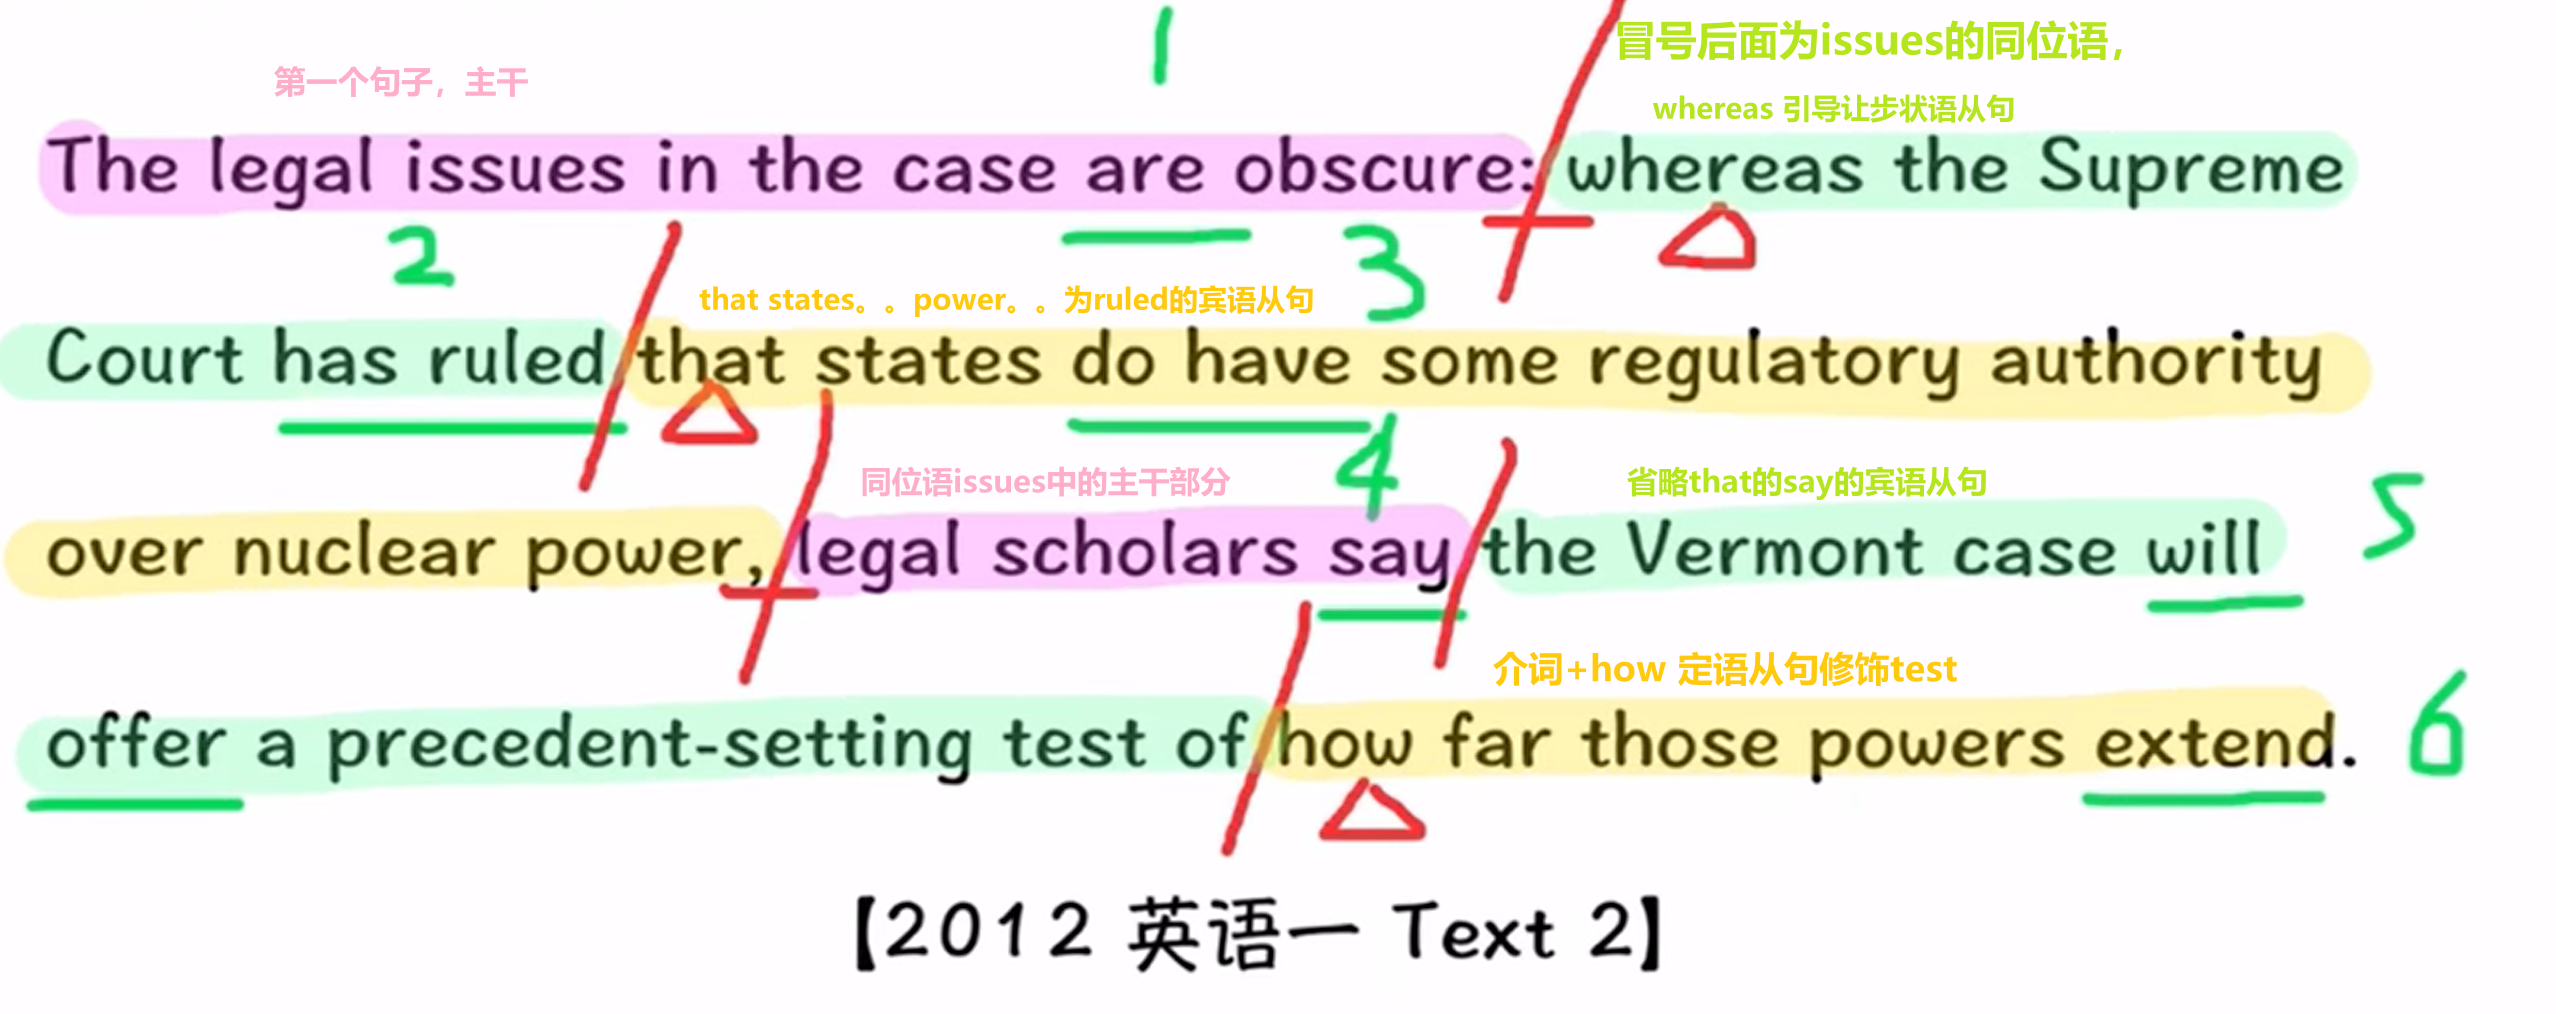 1
冒号后面为issues的同位语，
第一个句子，主干
whereas 引导让步状语从句
The legal issues in the case are obscure: whereas the Supreme
2
3
that states。。power。。为ruled的宾语从句
Court has ruled that states do have some regulatory authority
4
同位语issues中的主干部分
省略that的say的宾语从句
5
over nuclear power, legal scholars say the Vermont case will
介词+how 定语从句修饰test
6
offer a precedent-setting test of how far those powers extend.
【2012 英语一 Text 2】